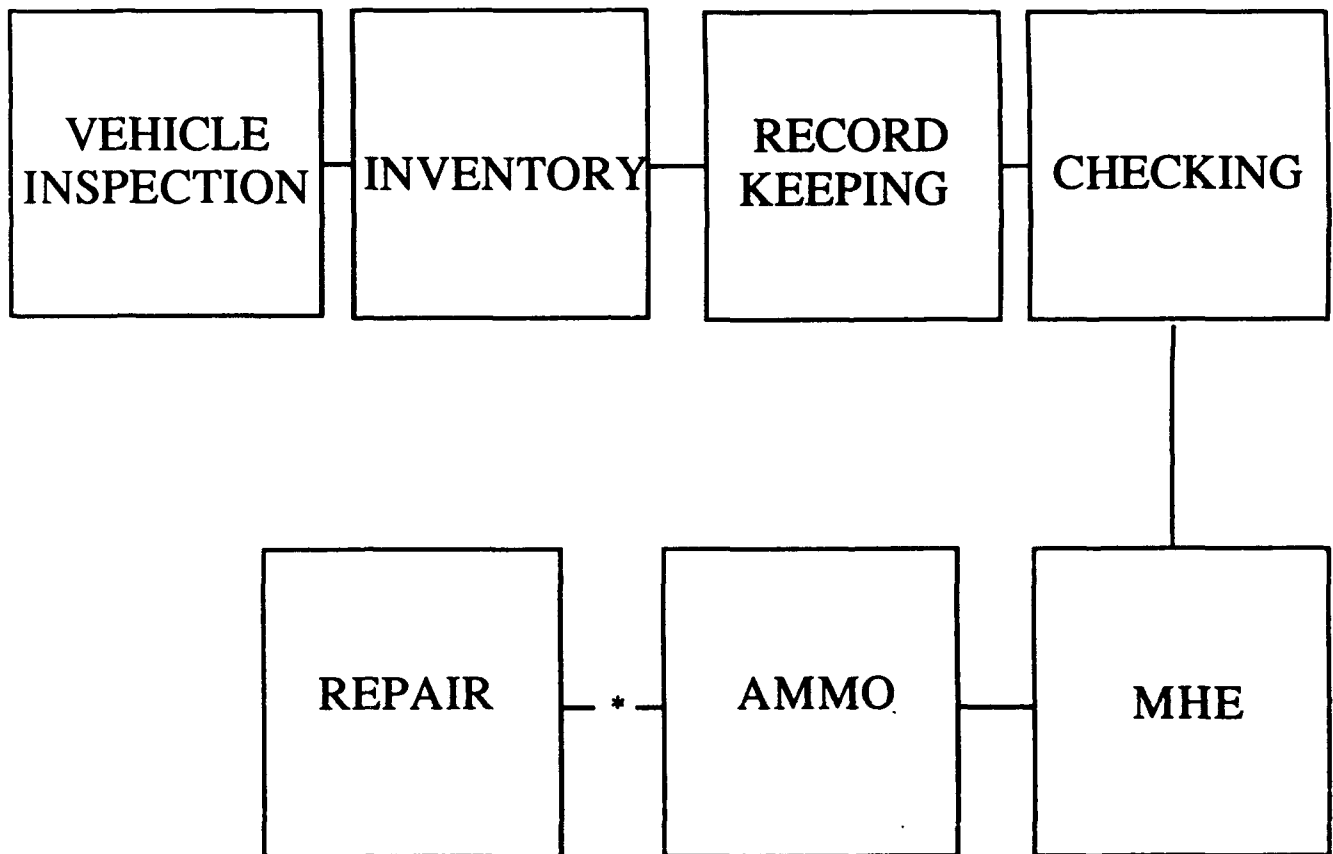 VEHICLE
INSPECTION
INVENTORY
RECORD
KEEPING
CHECKING
REPAIR
*
AMMO
MHE